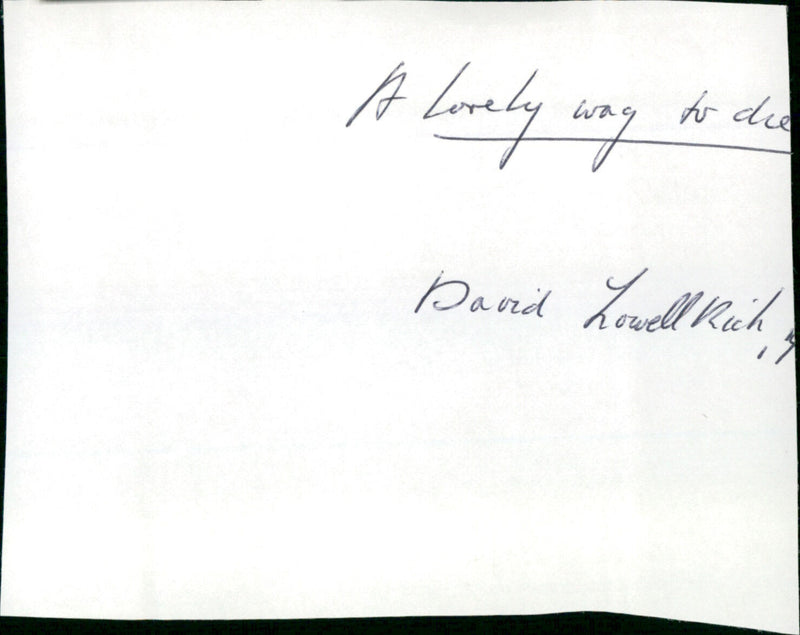 A lovely way to die
David Lowell Rich,